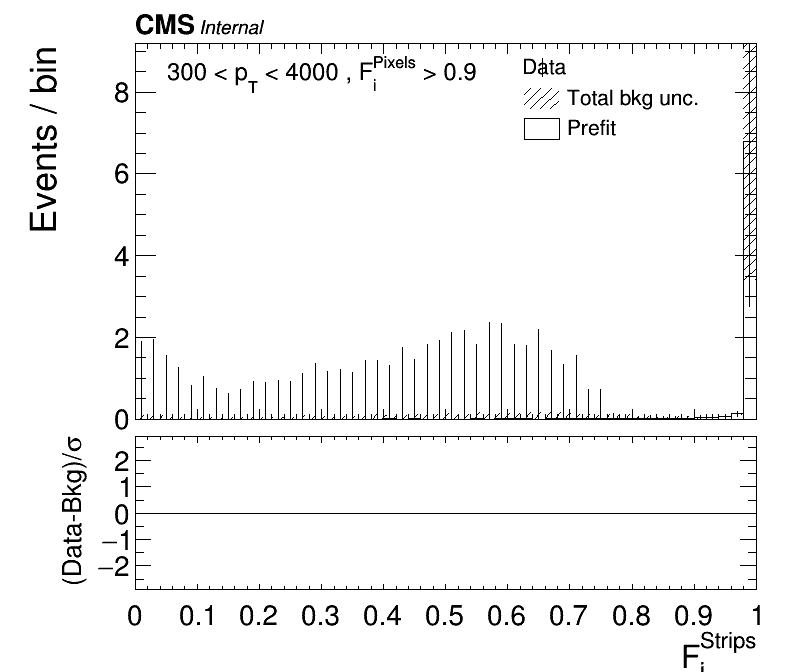 CMS Internal
Events / bin
300 < p_T < 4000 , F_i^Pixels > 0.9
Data
Total bkg unc.
Prefit
8
6
4
2
0
(Data-Bkg)/σ
2
1
0
−1
−2
0 0.1 0.2 0.3 0.4 0.5 0.6 0.7 0.8 0.9 1
F_i^Strips